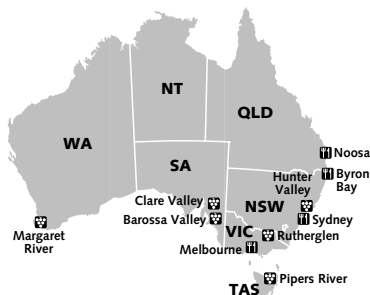 NT
QLD
WA
SA
Noosa
Hunter
Valley
Byron
Bay
Clare Valley
NSW
Barossa Valley
Sydney
VIC
Rutherglen
Margaret
River
Melbourne
Pipers River
TAS